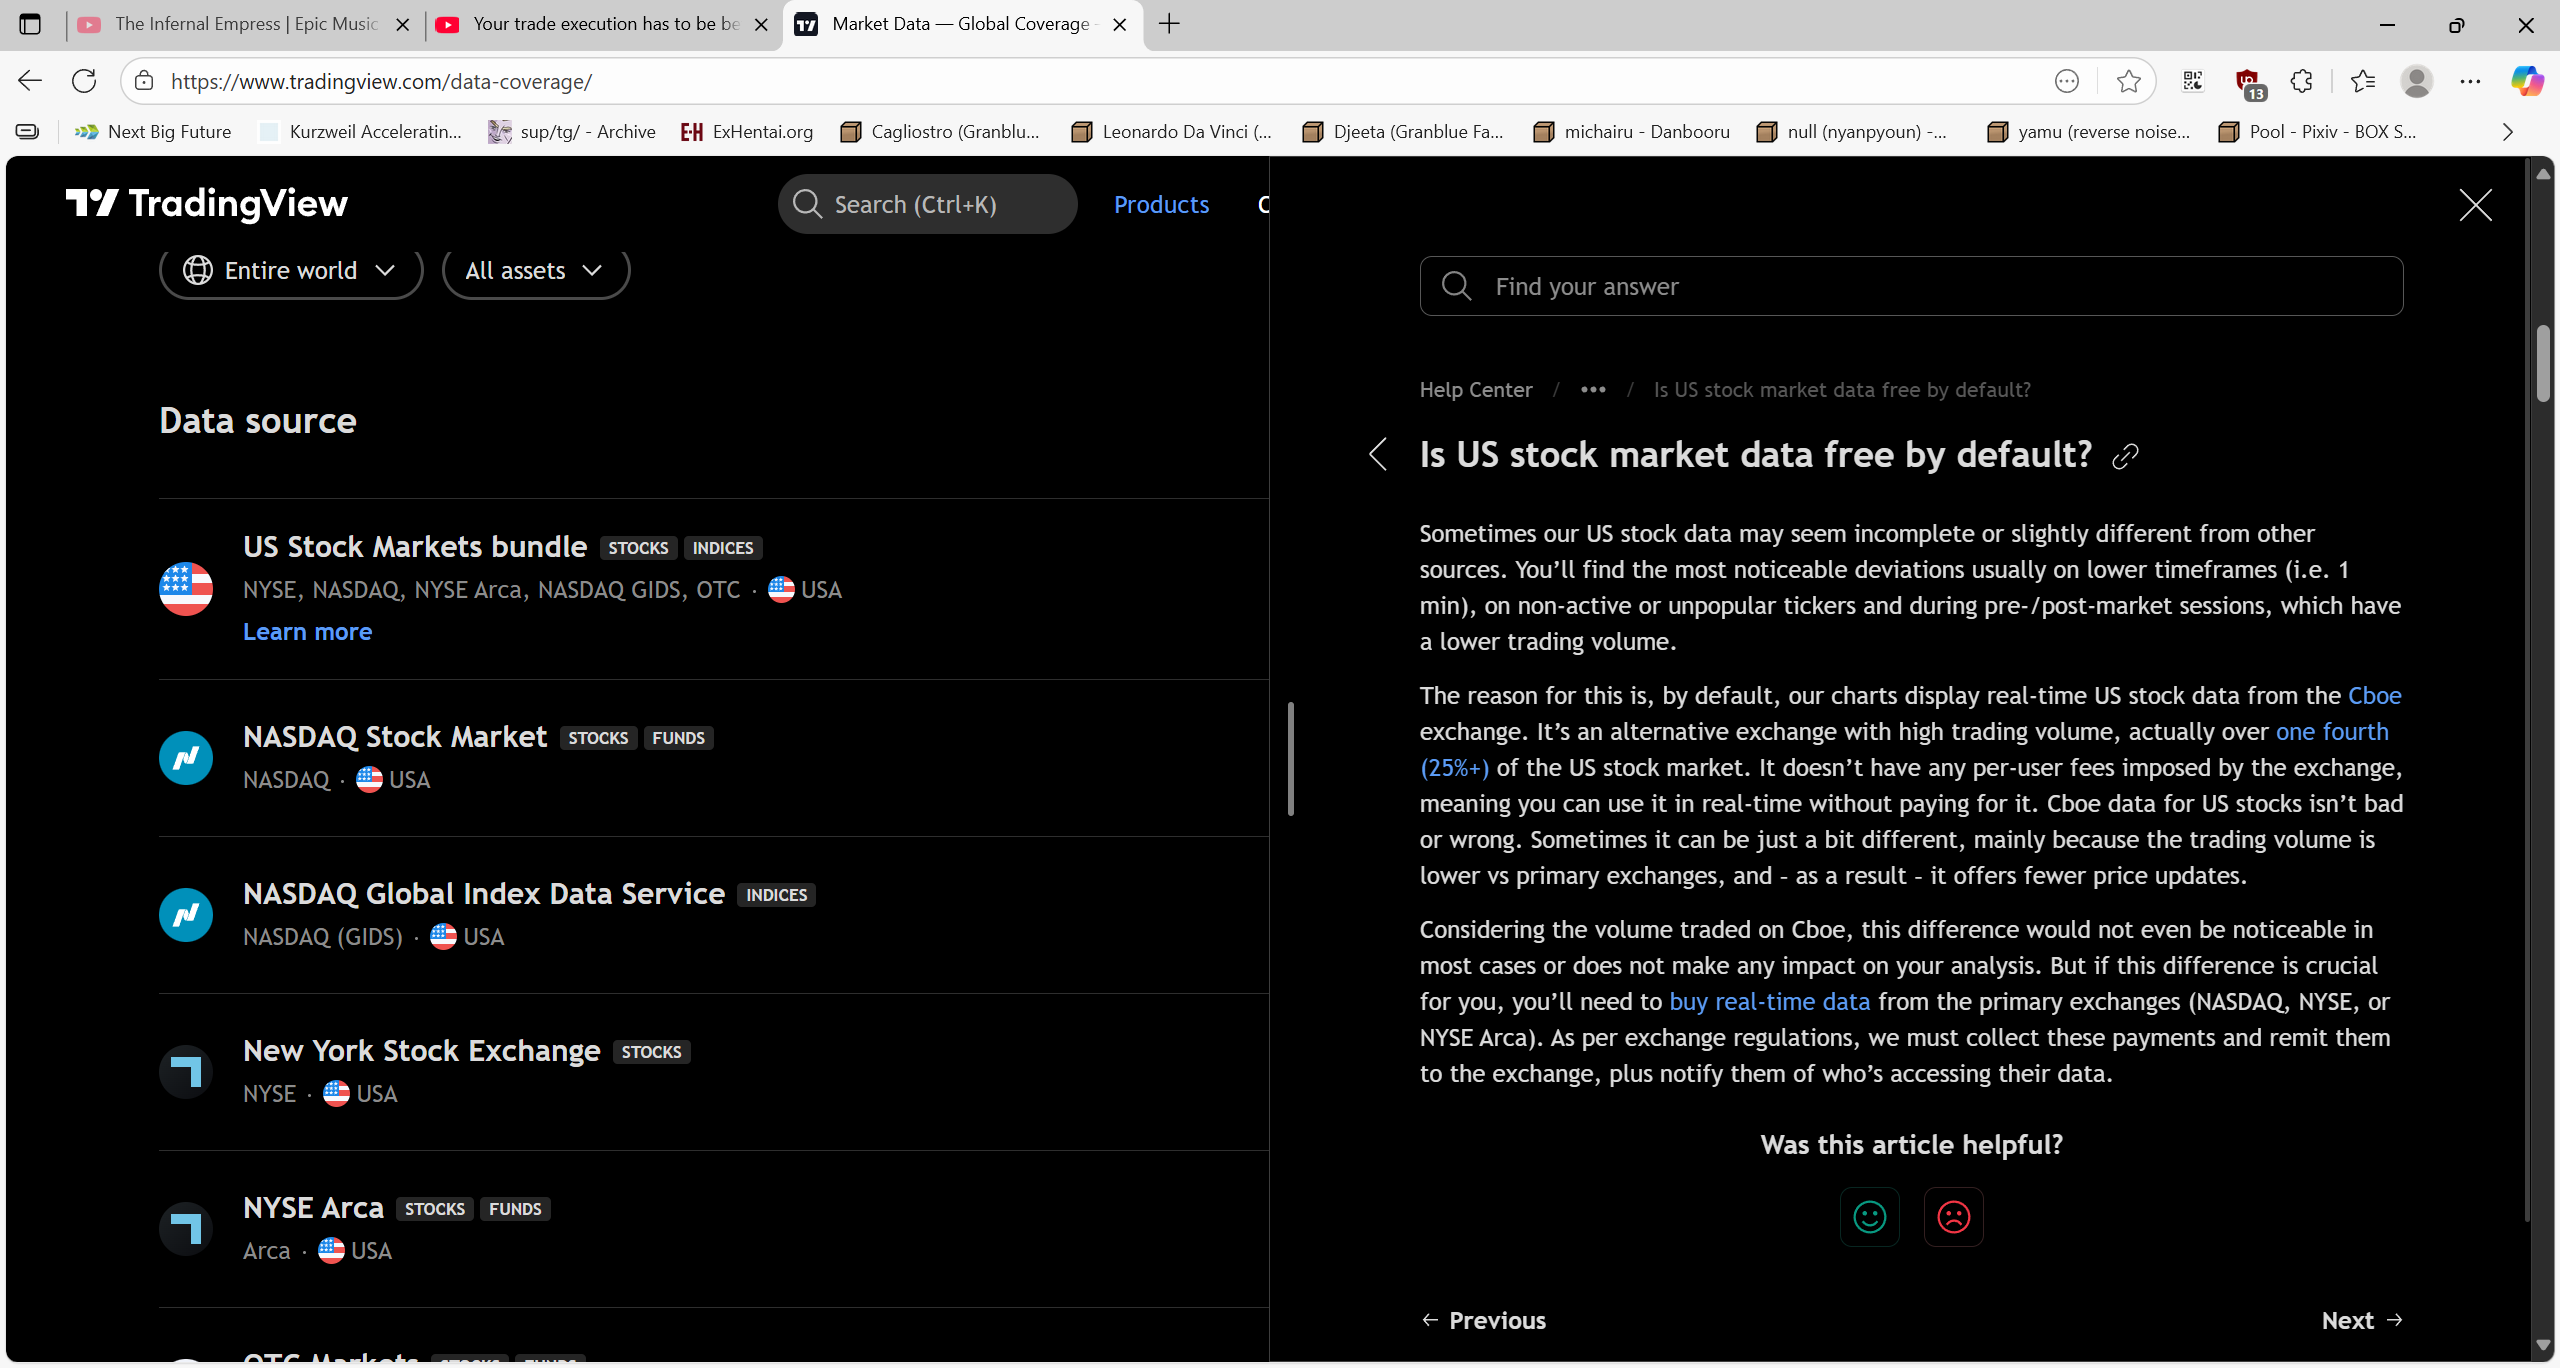 The Infernal Empress | Epic Music
Your trade execution has to be be
Market Data — Global Coverage -
https://www.tradingview.com/data-coverage/
13
Next Big Future
Kurzweil Acceleratin...
sup/tg/ - Archive
ExHentai.org
Cagliostro (Granblu...
Leonardo Da Vinci (...
Djeeta (Granblue Fa...
michairu - Danbooru
null (nyanpyoun) -...
yamu (reverse noise...
Pool - Pixiv - BOX S...
TradingView
Search (Ctrl+K)
Products
Entire world
All assets
Data source
US Stock Markets bundle STOCKS INDICES
NYSE, NASDAQ, NYSE Arca, NASDAQ GIDS, OTC · USA
Learn more
NASDAQ Stock Market STOCKS FUNDS
NASDAQ · USA
NASDAQ Global Index Data Service INDICES
NASDAQ (GIDS) · USA
New York Stock Exchange STOCKS
NYSE · USA
NYSE Arca STOCKS FUNDS
Arca · USA
OTC Markets STOCKS FUNDS
Find your answer
Help Center / ••• / Is US stock market data free by default?
Is US stock market data free by default?
Sometimes our US stock data may seem incomplete or slightly different from other
sources. You’ll find the most noticeable deviations usually on lower timeframes (i.e. 1
min), on non-active or unpopular tickers and during pre-/post-market sessions, which have
a lower trading volume.
The reason for this is, by default, our charts display real-time US stock data from the Cboe
exchange. It’s an alternative exchange with high trading volume, actually over one fourth
(25%+) of the US stock market. It doesn’t have any per-user fees imposed by the exchange,
meaning you can use it in real-time without paying for it. Cboe data for US stocks isn’t bad
or wrong. Sometimes it can be just a bit different, mainly because the trading volume is
lower vs primary exchanges, and - as a result - it offers fewer price updates.
Considering the volume traded on Cboe, this difference would not even be noticeable in
most cases or does not make any impact on your analysis. But if this difference is crucial
for you, you’ll need to buy real-time data from the primary exchanges (NASDAQ, NYSE, or
NYSE Arca). As per exchange regulations, we must collect these payments and remit them
to the exchange, plus notify them of who’s accessing their data.
Was this article helpful?
← Previous
Next →